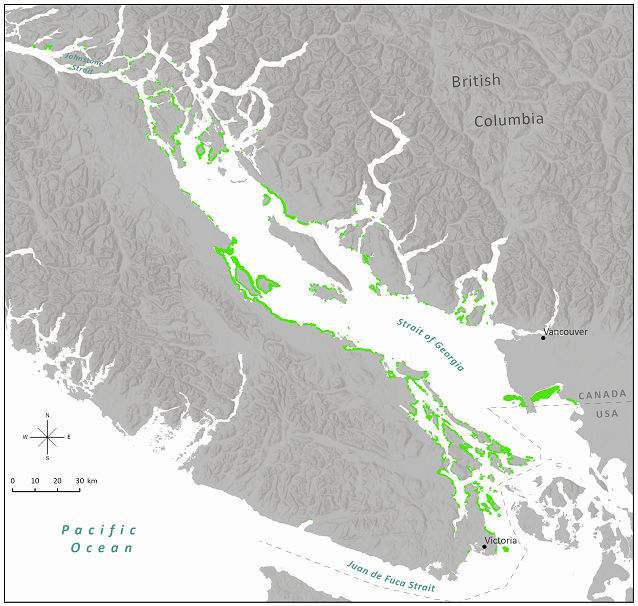 Johnstone
Strait
British
Columbia
Strait of Georgia
Vancouver
CANADA
USA
N
W E
S
0 10 20 30 km
Pacific
Ocean
Victoria
Juan de Fuca Strait